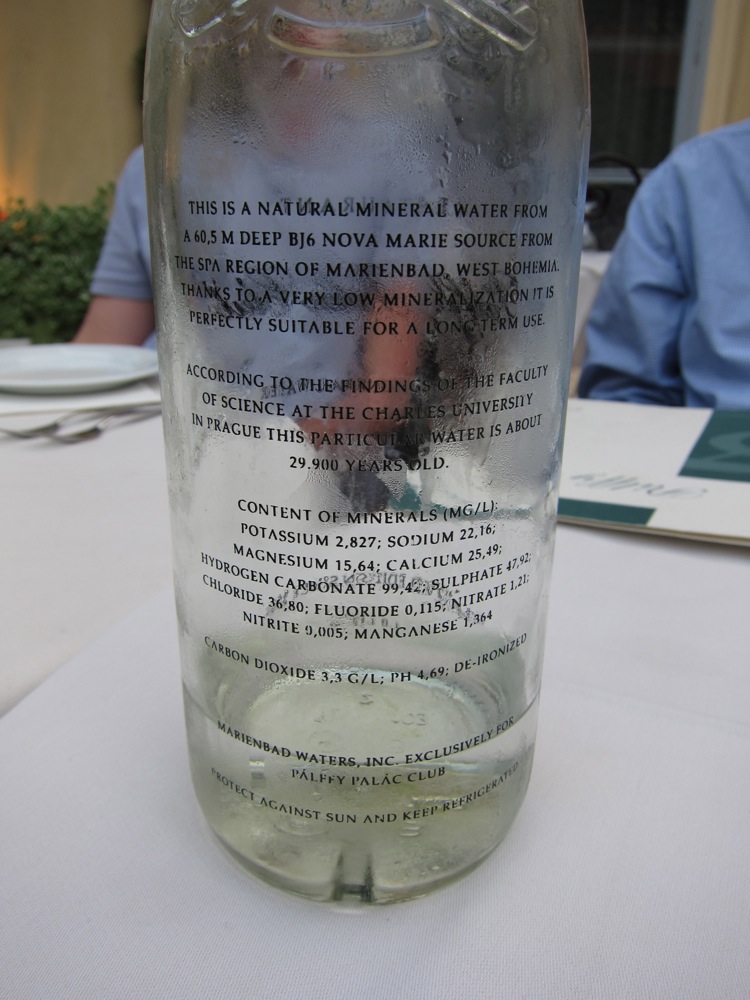 THIS IS A NATURAL MINERAL WATER FROM
A 60,5 M DEEP BJ6 NOVA MARIE SOURCE FROM
THE SPA REGION OF MARIENBAD, WEST BOHEMIA.
THANKS TO A VERY LOW MINERALIZATION IT IS
PERFECTLY SUITABLE FOR A LONG TERM USE.
ACCORDING TO THE FINDINGS OF THE FACULTY
OF SCIENCE AT THE CHARLES UNIVERSITY
IN PRAGUE THIS PARTICULAR WATER IS ABOUT
29.900 YEARS OLD.
CONTENT OF MINERALS (MG/L):
POTASSIUM 2,827; SODIUM 22,16;
MAGNESIUM 15,64; CALCIUM 25,49;
HYDROGEN CARBONATE 99,42; SULPHATE 47,92;
CHLORIDE 36,80; FLUORIDE 0,115; NITRATE 1,21;
NITRITE 0,005; MANGANESE 1,364
CARBON DIOXIDE 3,3 G/L; PH 4,69; DE-IRONIZED
MARIENBAD WATERS, INC. EXCLUSIVELY FOR
PÁLFFY PALÁC CLUB
PROTECT AGAINST SUN AND KEEP REFRIGERATED